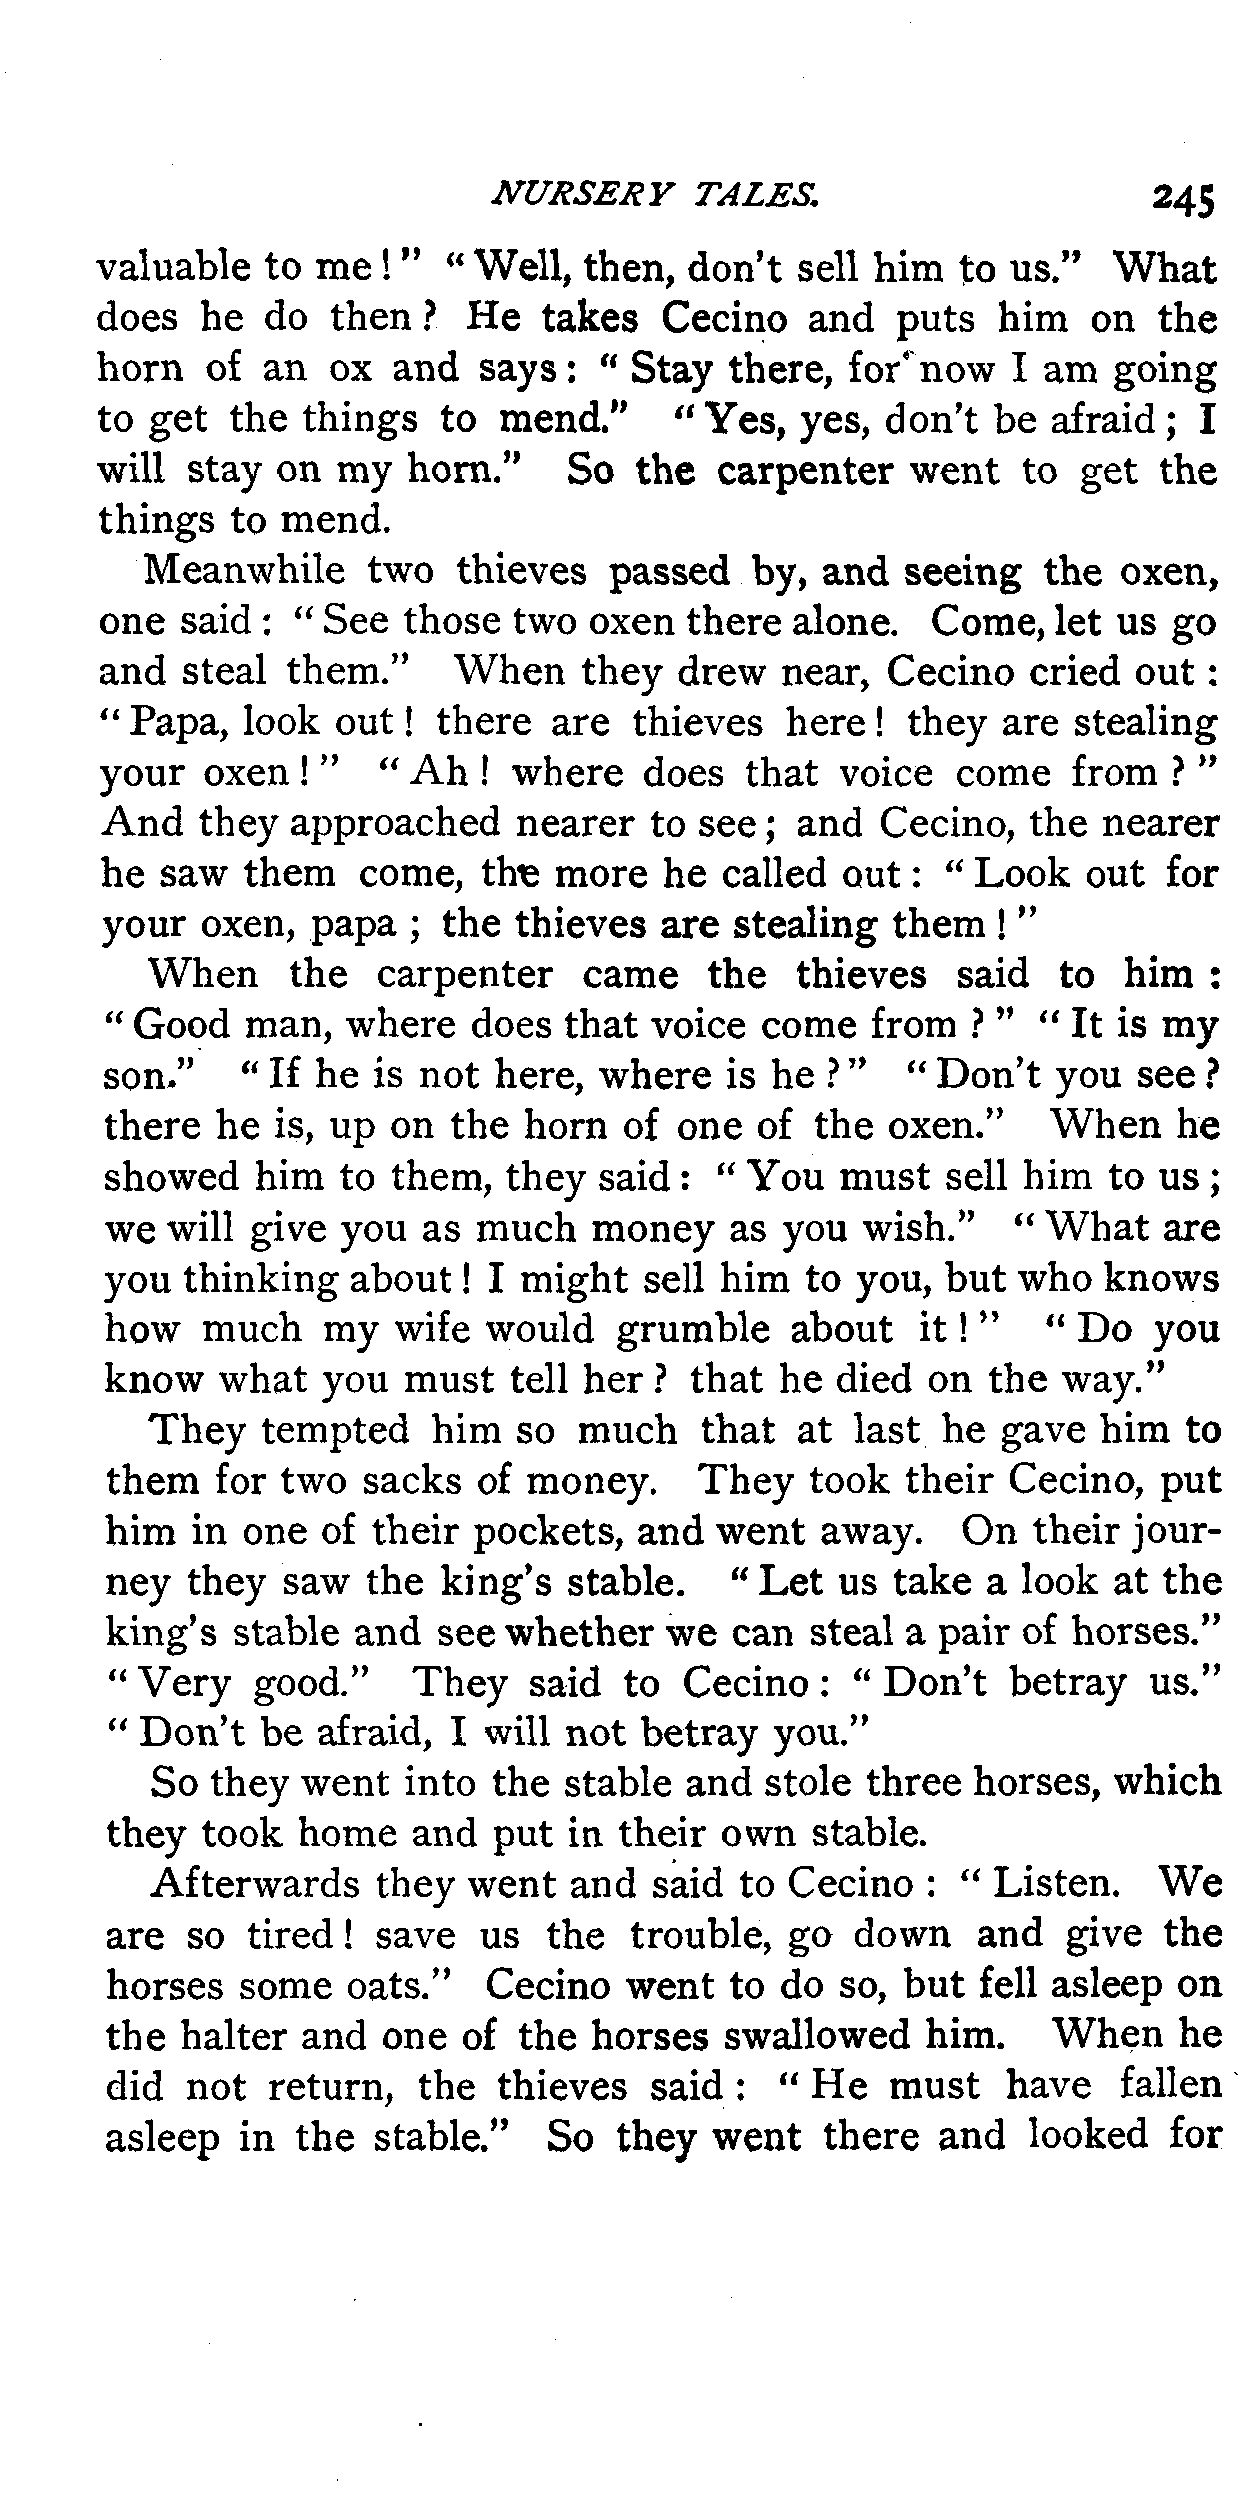 NURSERY TALES. 245
valuable to me!" "Well, then, don't sell him to us." What
does he do then? He takes Cecino and puts him on the
horn of an ox and says: "Stay there, for now I am going
to get the things to mend." "Yes, yes, don't be afraid; I
will stay on my horn." So the carpenter went to get the
things to mend.
Meanwhile two thieves passed by, and seeing the oxen,
one said: "See those two oxen there alone. Come, let us go
and steal them." When they drew near, Cecino cried out:
"Papa, look out! there are thieves here! they are stealing
your oxen!" "Ah! where does that voice come from?"
And they approached nearer to see; and Cecino, the nearer
he saw them come, the more he called out: "Look out for
your oxen, papa; the thieves are stealing them!"
When the carpenter came the thieves said to him:
"Good man, where does that voice come from?" "It is my
son." "If he is not here, where is he?" "Don't you see?
there he is, up on the horn of one of the oxen." When he
showed him to them, they said: "You must sell him to us;
we will give you as much money as you wish." "What are
you thinking about! I might sell him to you, but who knows
how much my wife would grumble about it!" "Do you
know what you must tell her? that he died on the way."
They tempted him so much that at last he gave him to
them for two sacks of money. They took their Cecino, put
him in one of their pockets, and went away. On their jour-
ney they saw the king's stable. "Let us take a look at the
king's stable and see whether we can steal a pair of horses."
"Very good." They said to Cecino: "Don't betray us."
"Don't be afraid, I will not betray you."
So they went into the stable and stole three horses, which
they took home and put in their own stable.
Afterwards they went and said to Cecino: "Listen. We
are so tired! save us the trouble, go down and give the
horses some oats." Cecino went to do so, but fell asleep on
the halter and one of the horses swallowed him. When he
did not return, the thieves said: "He must have fallen
asleep in the stable." So they went there and looked for